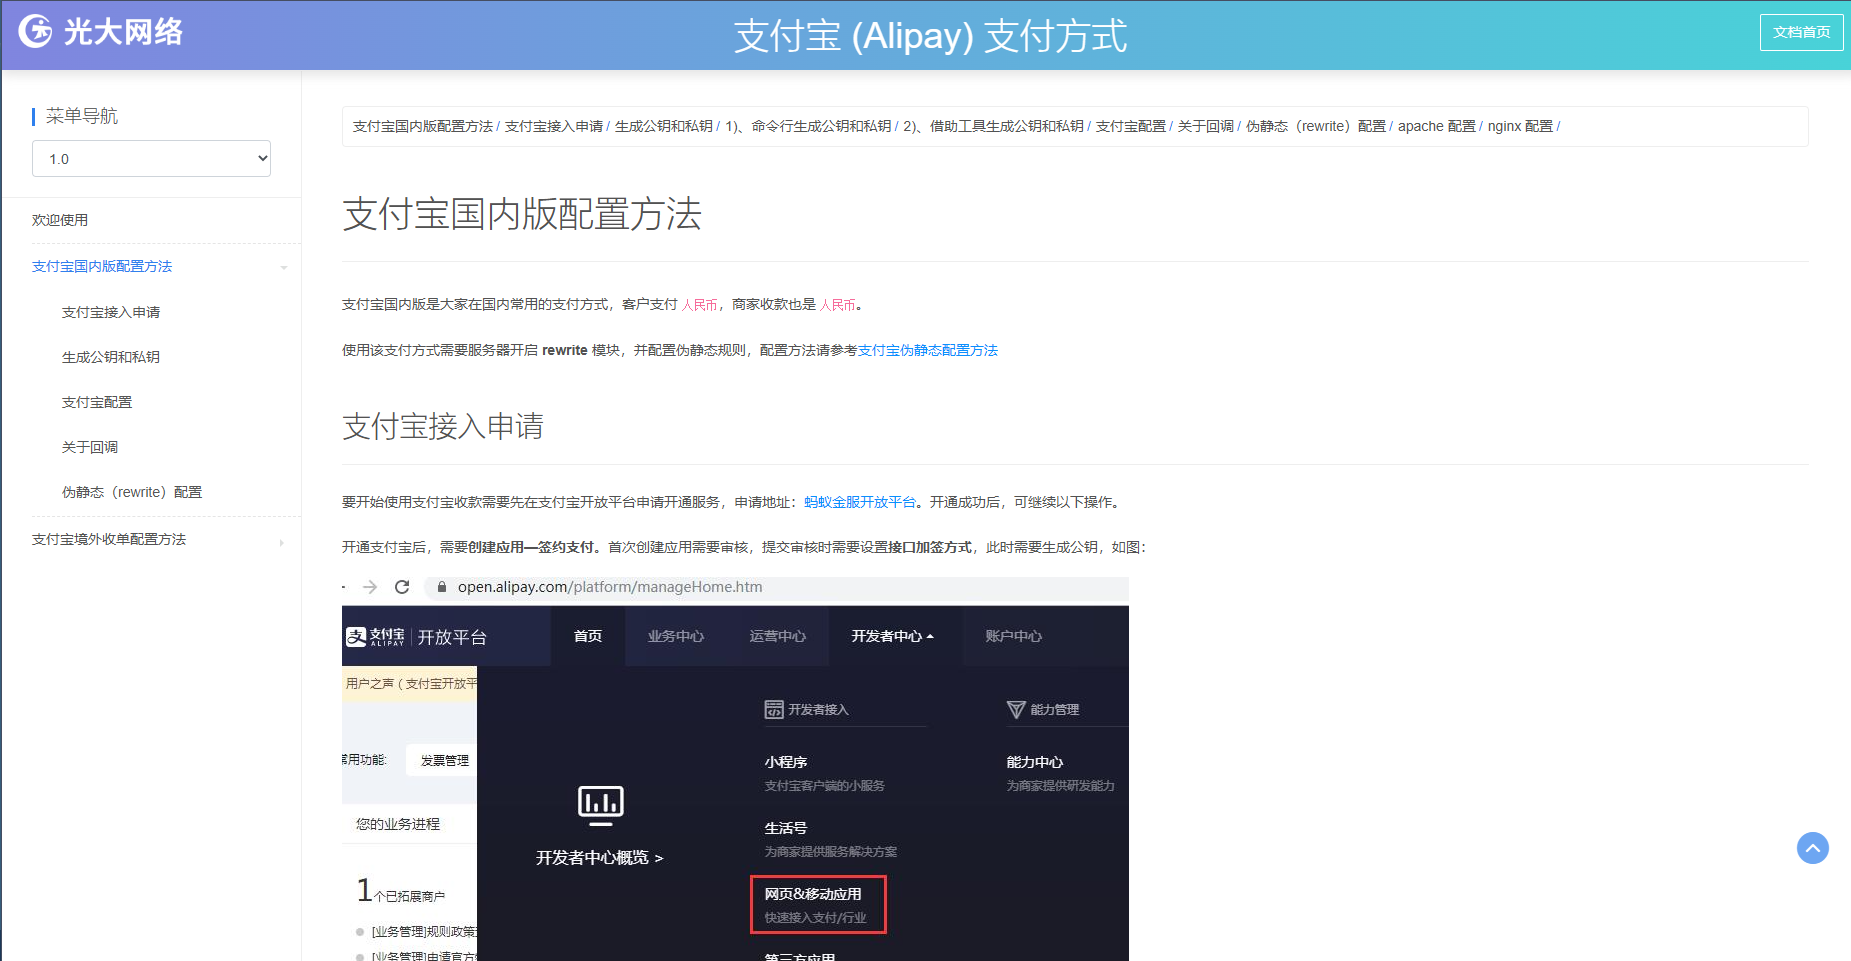 光大网络
支付宝 (Alipay) 支付方式
文档首页
菜单导航
1.0
欢迎使用
支付宝国内版配置方法
支付宝接入申请
生成公钥和私钥
支付宝配置
关于回调
伪静态（rewrite）配置
支付宝境外收单配置方法
支付宝国内版配置方法 / 支付宝接入申请 / 生成公钥和私钥 / 1)、命令行生成公钥和私钥 / 2)、借助工具生成公钥和私钥 / 支付宝配置 / 关于回调 / 伪静态（rewrite）配置 / apache 配置 / nginx 配置 /
支付宝国内版配置方法
支付宝国内版是大家在国内常用的支付方式，客户支付 人民币，商家收款也是 人民币。
使用该支付方式需要服务器开启 rewrite 模块，并配置伪静态规则，配置方法请参考支付宝伪静态配置方法
支付宝接入申请
要开始使用支付宝收款需要先在支付宝开放平台申请开通服务，申请地址：蚂蚁金服开放平台。开通成功后，可继续以下操作。
开通支付宝后，需要创建应用—签约支付。首次创建应用需要审核，提交审核时需要设置接口加签方式，此时需要生成公钥，如图：
open.alipay.com/platform/manageHome.htm
支付宝 ALIPAY 开放平台
首页 业务中心 运营中心 开发者中心 账户中心
用户之声（支付宝开放平
常用功能: 发票管理
您的业务进程
1个已拓展商户
[业务管理]规则政策
[业务管理]申请官方
开发者中心概览 >
开发者接入
小程序
支付宝客户端的小服务
生活号
为商家提供服务解决方案
网页&移动应用
快速接入支付/行业
第三方应用
能力管理
能力中心
为商家提供研发能力